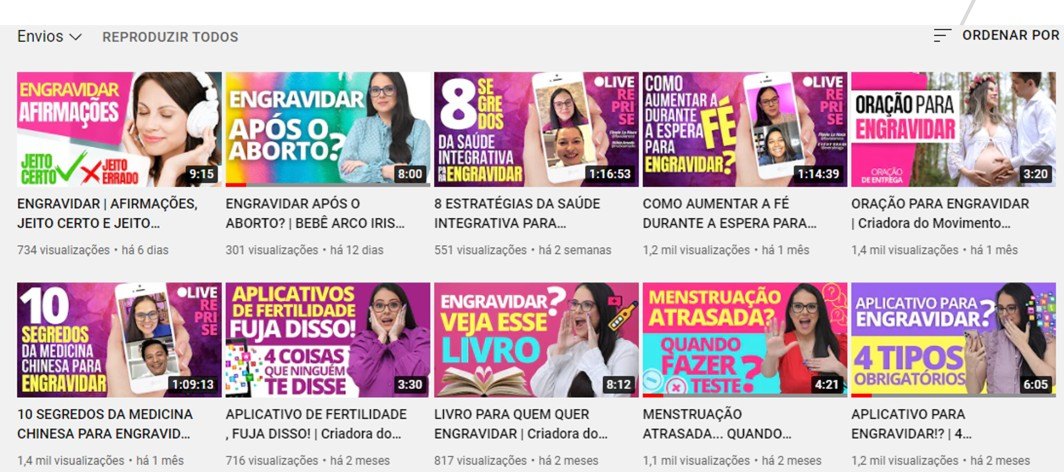 Envios REPRODUZIR TODOS ORDENAR POR
ENGRAVIDAR
AFIRMAÇÕES
JEITO CERTO JEITO ERRADO
9:15
ENGRAVIDAR
APÓS O
ABORTO?
8:00
8 SEGREDOS
DA SAÚDE
INTEGRATIVA
PARA ENGRAVIDAR
LIVE
REPRISE
1:16:53
COMO
AUMENTAR A
FÉ
DURANTE
A ESPERA
PARA
ENGRAVIDAR?
LIVE
REPRISE
1:14:39
ORAÇÃO PARA
ENGRAVIDAR
ORAÇÃO
DE ENTREGA
3:20
ENGRAVIDAR | AFIRMAÇÕES,
JEITO CERTO E JEITO...
734 visualizações • há 6 dias
ENGRAVIDAR APÓS O
ABORTO? | BEBÊ ARCO IRIS...
301 visualizações • há 12 dias
8 ESTRATÉGIAS DA SAÚDE
INTEGRATIVA PARA...
551 visualizações • há 2 semanas
COMO AUMENTAR A FÉ
DURANTE A ESPERA PARA...
1,2 mil visualizações • há 1 mês
ORAÇÃO PARA ENGRAVIDAR
| Criadora do Movimento...
1,4 mil visualizações • há 1 mês
10
SEGREDOS
DA MEDICINA
CHINESA PARA
ENGRAVIDAR
LIVE
REPRISE
1:09:13
APLICATIVOS
DE FERTILIDADE
FUJA DISSO!
4 COISAS
QUE NINGUÉM
TE DISSE
3:30
ENGRAVIDAR?
VEJA ESSE
LIVRO
8:12
MENSTRUAÇÃO
ATRASADA?
QUANDO
FAZER
TESTE?
4:21
APLICATIVO PARA
ENGRAVIDAR?
4 TIPOS
OBRIGATÓRIOS
6:05
10 SEGREDOS DA MEDICINA
CHINESA PARA ENGRAVID...
1,4 mil visualizações • há 1 mês
APLICATIVO DE FERTILIDADE
, FUJA DISSO! | Criadora do...
716 visualizações • há 2 meses
LIVRO PARA QUEM QUER
ENGRAVIDAR | Criadora do...
817 visualizações • há 2 meses
MENSTRUAÇÃO
ATRASADA... QUANDO...
1,1 mil visualizações • há 2 meses
APLICATIVO PARA
ENGRAVIDAR!? | 4...
1,2 mil visualizações • há 2 meses